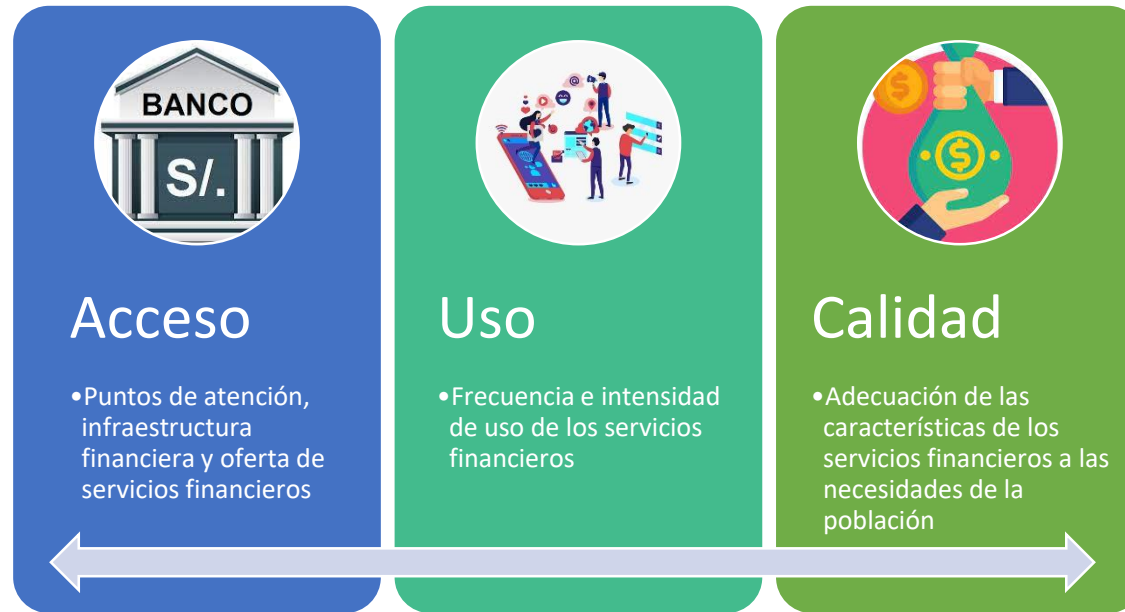 BANCO
S/.
Acceso
•Puntos de atención,
infraestructura
financiera y oferta de
servicios financieros
Uso
•Frecuencia e intensidad
de uso de los servicios
financieros
$
$
Calidad
•Adecuación de las
características de los
servicios financieros a las
necesidades de la
población